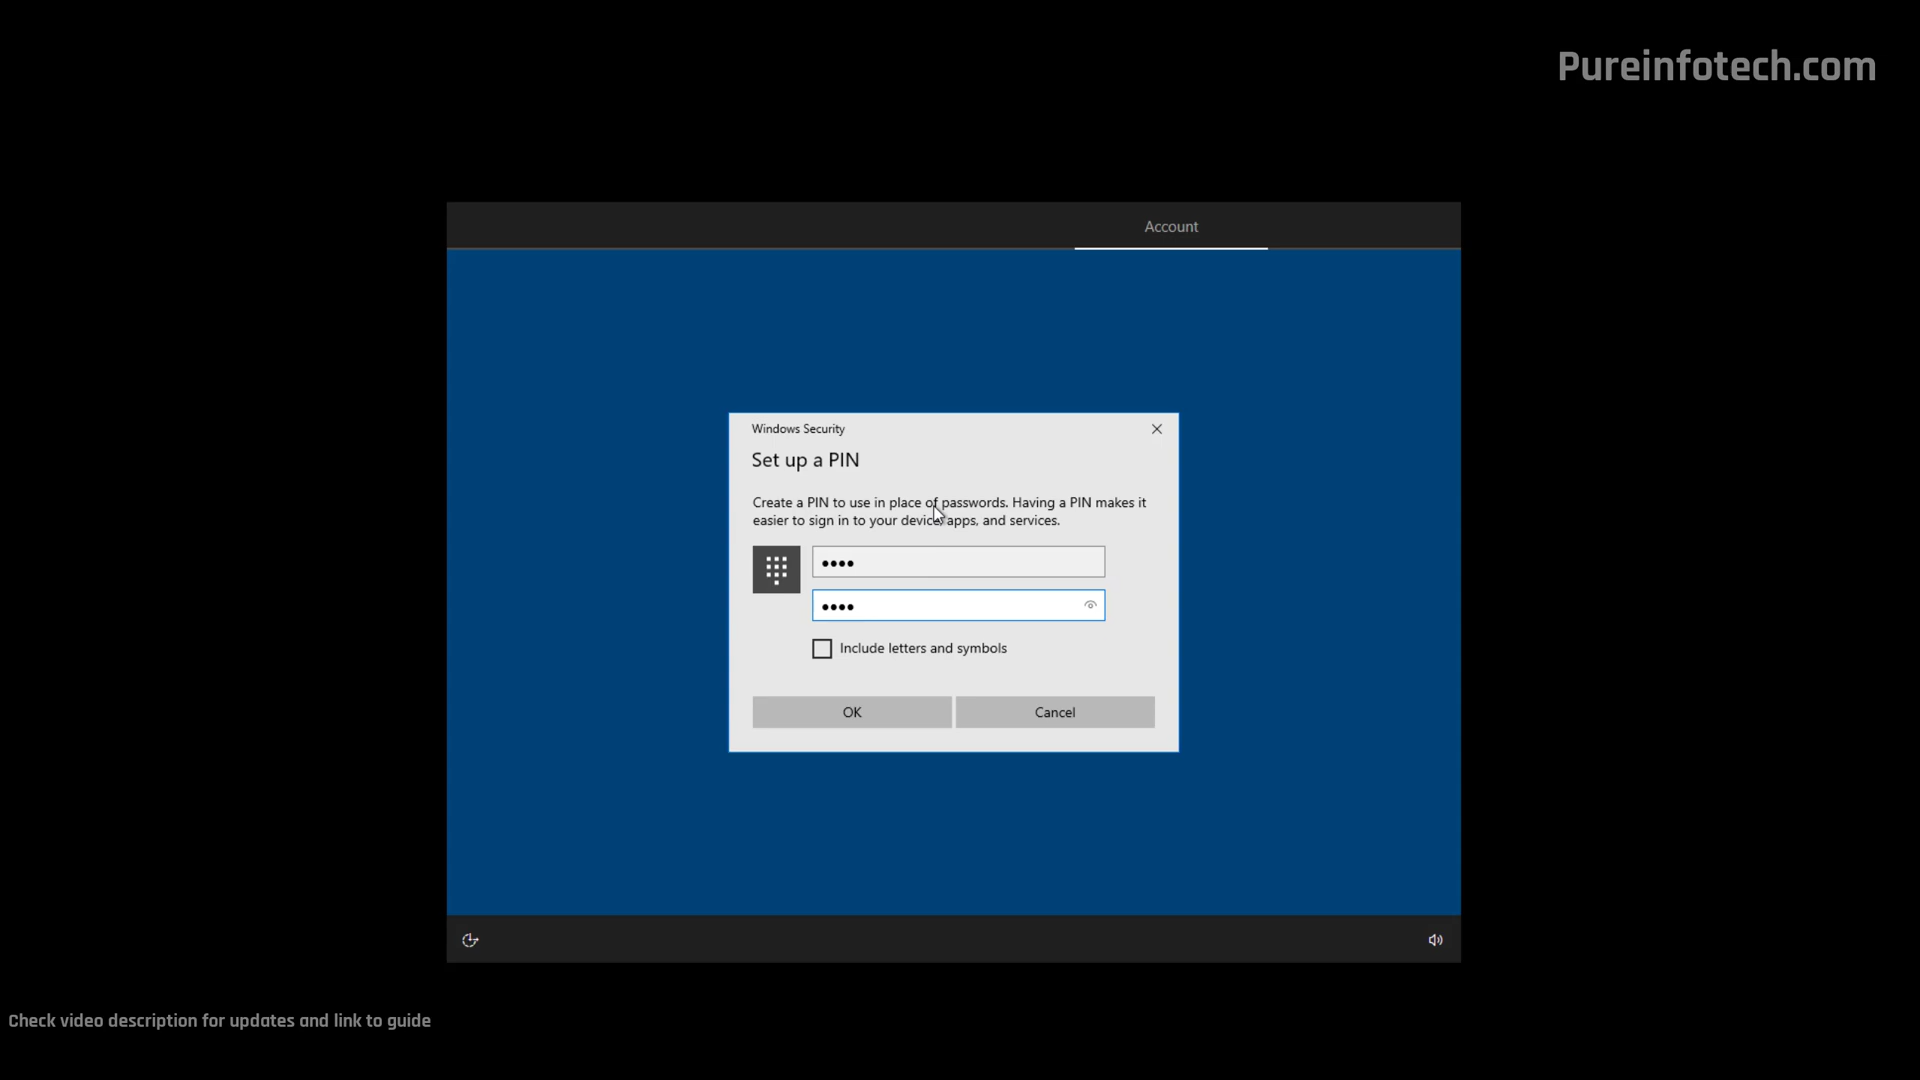 Pureinfotech.com
Account
Windows Security
Set up a PIN
Create a PIN to use in place of passwords. Having a PIN makes it
easier to sign in to your device, apps, and services.
••••
••••
Include letters and symbols
OK
Cancel
Check video description for updates and link to guide